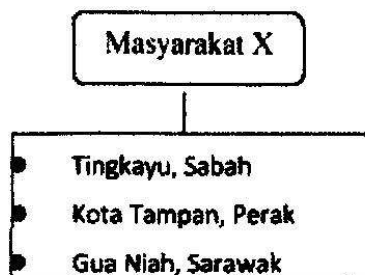 Masyarakat X
Tingkayu, Sabah
Kota Tampan, Perak
Gua Niah, Sarawak